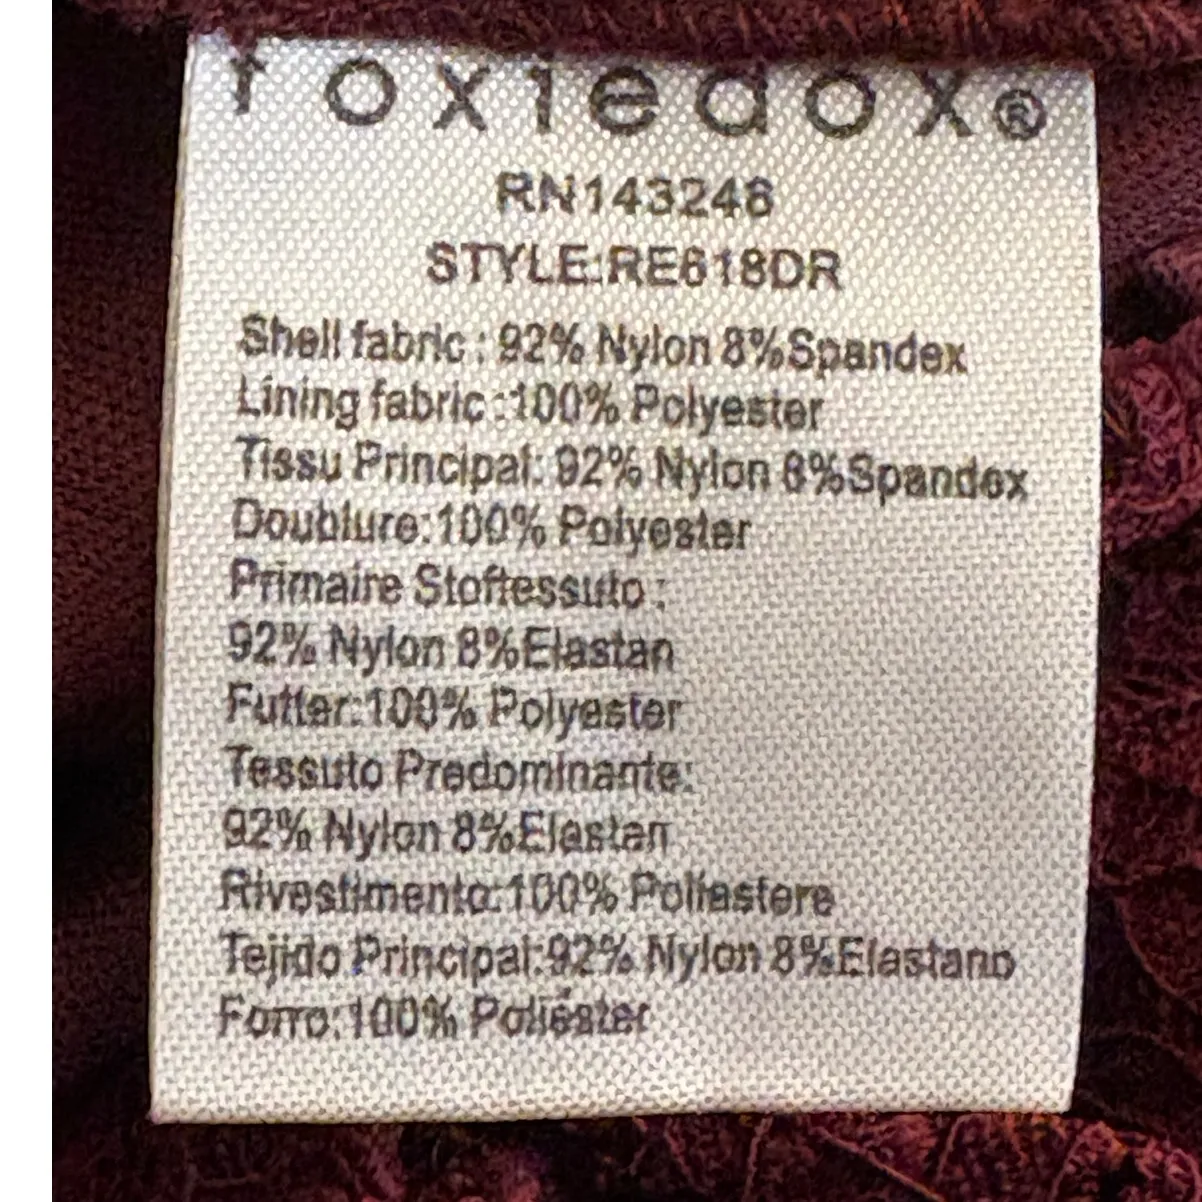 foxiedox®
RN143246
STYLE:RE618DR
Shell fabric : 92% Nylon 8%Spandex
Lining fabric :100% Polyester
Tissu Principal: 92% Nylon 8%Spandex
Doublure:100% Polyester
Primaire Stoftessuto :
92% Nylon 8%Elastan
Futter:100% Polyester
Tessuto Predominante:
92% Nylon 8%Elastan
Rivestimento:100% Poliestere
Tejido Principal:92% Nylon 8%Elastano
Forro:100% Poliéster